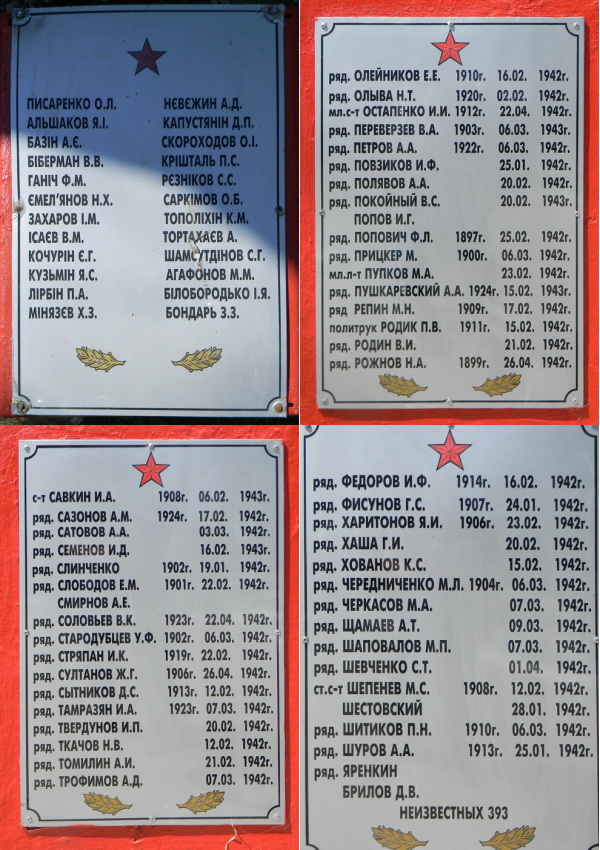 ПИСАРЕНКО О.Л. НЄВЄЖИН А.Д.
АЛЬШАКОВ Я.І. КАПУСТЯНІН Д.П.
БАЗІН А.Є. СКОРОХОДОВ О.І.
БІБЕРМАН В.В. КРІШТАЛЬ П.С.
ГАНІЧ Ф.М. РЄЗНІКОВ С.С.
ЄМЕЛ'ЯНОВ Н.Х. САРКІМОВ О.Б.
ЗАХАРОВ І.М. ТОПОЛІХІН К.М.
ІСАЄВ В.М. ТОРТАХАЄВ А.
КОЧУРІН Є.Г. ШАМСУТДІНОВ С.Г.
КУЗЬМІН Я.С. АГАФОНОВ М.М.
ЛІРБІН П.А. БІЛОБОРОДЬКО І.Я.
МІНЯЗЄВ Х.З. БОНДАРЬ З.З.
ряд. ОЛЕЙНИКОВ Е.Е. 1910г. 16.02. 1942г.
ряд. ОЛЫВА Н.Т. 1920г. 02.02. 1942г.
мл.с-т ОСТАПЕНКО И.И. 1912г. 22.04. 1942г.
ряд. ПЕРЕВЕРЗЕВ В.А. 1903г. 06.03. 1943г.
ряд. ПЕТРОВ А.А. 1922г. 06.03. 1942г.
ряд. ПОВЗИКОВ И.Ф. 25.01. 1942г.
ряд. ПОЛЯВОВ А.А. 20.02. 1942г.
ряд. ПОКОЙНЫЙ В.С. 20.02. 1943г.
ПОПОВ И.Г.
ряд. ПОПОВИЧ Ф.Л. 1897г. 25.02. 1942г.
ряд. ПРИЦКЕР М. 1900г. 06.03. 1942г.
мл.л-т ПУПКОВ М.А. 23.02. 1942г.
ряд. ПУШКАРЕВСКИЙ А.А. 1924г. 15.02. 1943г.
ряд РЕПИН М.Н. 1909г. 17.02. 1942г.
политрук РОДИК П.В. 1911г. 15.02. 1942г.
ряд. РОДИН В.И. 21.02. 1942г.
ряд. РОЖНОВ Н.А. 1899г. 26.04. 1942г.
с-т САВКИН И.А. 1908г. 06.02. 1943г.
ряд. САЗОНОВ А.М. 1924г. 17.02. 1942г.
ряд. САТОВОВ А.А. 03.03. 1942г.
ряд. СЕМЕНОВ И.Д. 16.02. 1943г.
ряд. СЛИНЧЕНКО 1902г. 19.01. 1942г.
ряд. СЛОБОДОВ Е.М. 1901г. 22.02. 1942г.
СМИРНОВ А.Е.
ряд. СОЛОВЬЕВ В.К. 1923г. 22.04. 1942г.
ряд. СТАРОДУБЦЕВ У.Ф. 1902г. 06.03. 1942г.
ряд. СТРЯПАН И.К. 1919г. 22.02. 1942г.
ряд. СУЛТАНОВ Ж.Г. 1906г. 26.04. 1942г.
ряд. СЫТНИКОВ Д.С. 1913г. 12.02. 1942г.
ряд. ТАМРАЗЯН И.А. 1923г. 07.03. 1942г.
ряд. ТВЕРДУНОВ И.П. 20.02. 1942г.
ряд. ТКАЧОВ Н.В. 12.02. 1942г.
ряд. ТОМИЛИН А.И. 21.02. 1942г.
ряд. ТРОФИМОВ А.Д. 07.03. 1942г.
ряд. ФЕДОРОВ И.Ф. 1914г. 16.02. 1942г.
ряд. ФИСУНОВ Г.С. 1907г. 24.01. 1942г.
ряд. ХАРИТОНОВ Я.И. 1906г. 23.02. 1942г.
ряд. ХАША Г.И. 20.02. 1942г.
ряд. ХОВАНОВ К.С. 15.02. 1942г.
ряд. ЧЕРЕДНИЧЕНКО М.Л. 1904г. 06.03. 1942г.
ряд. ЧЕРКАСОВ М.А. 07.03. 1942г.
ряд. ЩАМАЕВ А.Т. 09.03. 1942г.
ряд. ШАПОВАЛОВ М.П. 07.03. 1942г.
ряд. ШЕВЧЕНКО С.Т. 01.04. 1942г.
ст.с-т ШЕПЕНЕВ М.С. 1908г. 12.02. 1942г.
ШЕСТОВСКИЙ 28.01. 1942г.
ряд. ШИТИКОВ П.Н. 1910г. 06.03. 1942г.
ряд. ШУРОВ А.А. 1913г. 25.01. 1942г.
ряд. ЯРЕНКИН
БРИЛОВ Д.В.
НЕИЗВЕСТНЫХ 393